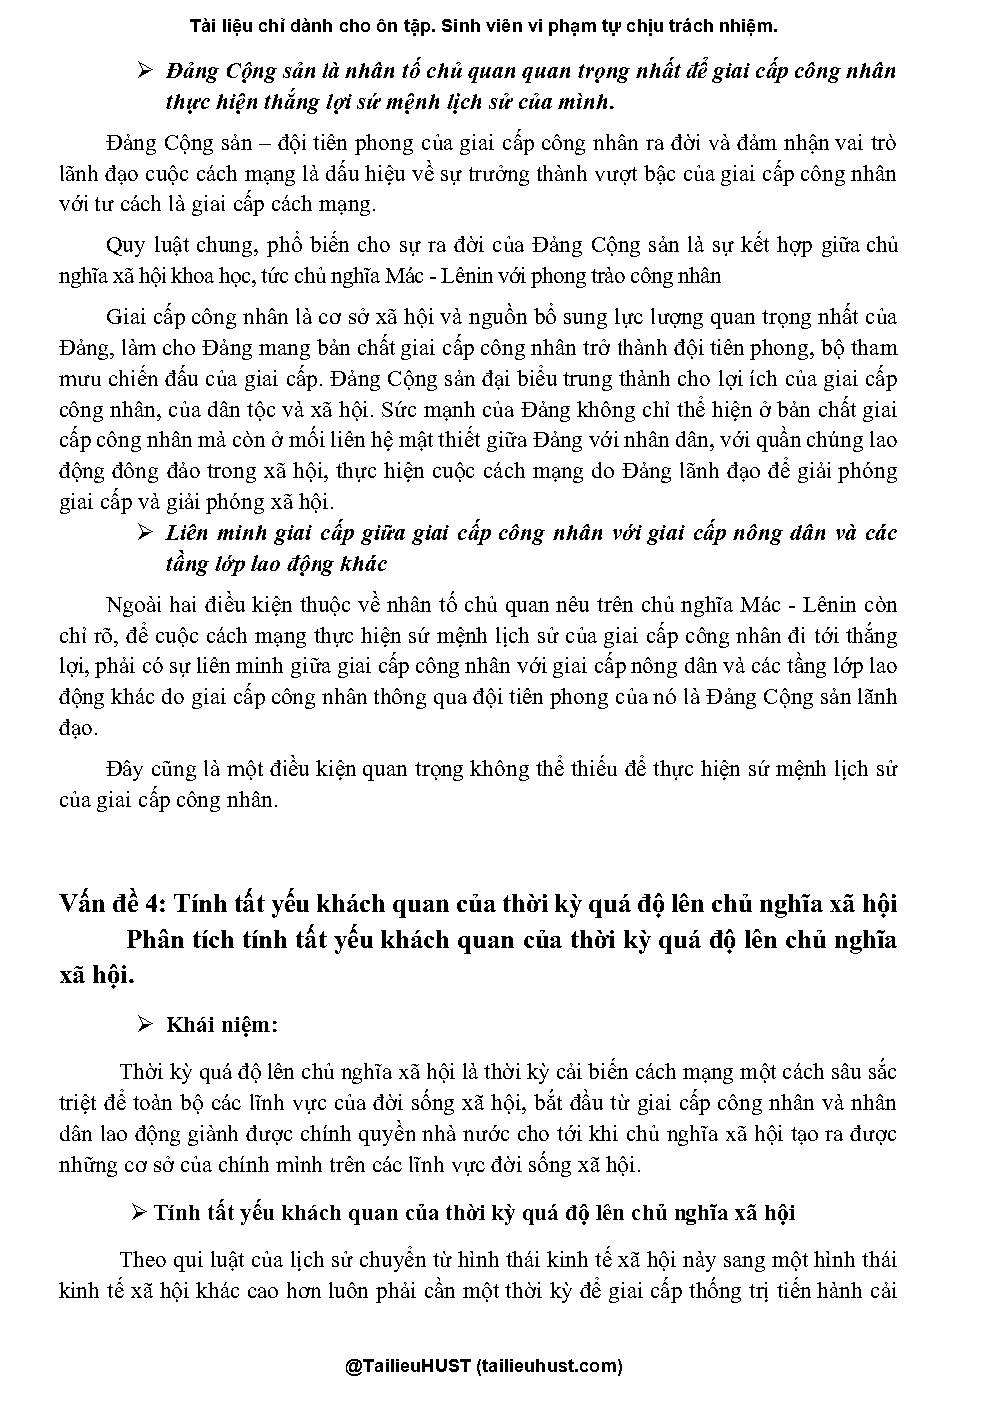 Tài liệu chỉ dành cho ôn tập. Sinh viên vi phạm tự chịu trách nhiệm.
➢ Đảng Cộng sản là nhân tố chủ quan quan trọng nhất để giai cấp công nhân
thực hiện thắng lợi sứ mệnh lịch sử của mình.
Đảng Cộng sản – đội tiên phong của giai cấp công nhân ra đời và đảm nhận vai trò
lãnh đạo cuộc cách mạng là dấu hiệu về sự trưởng thành vượt bậc của giai cấp công nhân
với tư cách là giai cấp cách mạng.
Quy luật chung, phổ biến cho sự ra đời của Đảng Cộng sản là sự kết hợp giữa chủ
nghĩa xã hội khoa học, tức chủ nghĩa Mác - Lênin với phong trào công nhân
Giai cấp công nhân là cơ sở xã hội và nguồn bổ sung lực lượng quan trọng nhất của
Đảng, làm cho Đảng mang bản chất giai cấp công nhân trở thành đội tiên phong, bộ tham
mưu chiến đấu của giai cấp. Đảng Cộng sản đại biểu trung thành cho lợi ích của giai cấp
công nhân, của dân tộc và xã hội. Sức mạnh của Đảng không chỉ thể hiện ở bản chất giai
cấp công nhân mà còn ở mối liên hệ mật thiết giữa Đảng với nhân dân, với quần chúng lao
động đông đảo trong xã hội, thực hiện cuộc cách mạng do Đảng lãnh đạo để giải phóng
giai cấp và giải phóng xã hội.
➢ Liên minh giai cấp giữa giai cấp công nhân với giai cấp nông dân và các
tầng lớp lao động khác
Ngoài hai điều kiện thuộc về nhân tố chủ quan nêu trên chủ nghĩa Mác - Lênin còn
chỉ rõ, để cuộc cách mạng thực hiện sứ mệnh lịch sử của giai cấp công nhân đi tới thắng
lợi, phải có sự liên minh giữa giai cấp công nhân với giai cấp nông dân và các tầng lớp lao
động khác do giai cấp công nhân thông qua đội tiên phong của nó là Đảng Cộng sản lãnh
đạo.
Đây cũng là một điều kiện quan trọng không thể thiếu để thực hiện sứ mệnh lịch sử
của giai cấp công nhân.
Vấn đề 4: Tính tất yếu khách quan của thời kỳ quá độ lên chủ nghĩa xã hội
Phân tích tính tất yếu khách quan của thời kỳ quá độ lên chủ nghĩa
xã hội.
➢ Khái niệm:
Thời kỳ quá độ lên chủ nghĩa xã hội là thời kỳ cải biến cách mạng một cách sâu sắc
triệt để toàn bộ các lĩnh vực của đời sống xã hội, bắt đầu từ giai cấp công nhân và nhân
dân lao động giành được chính quyền nhà nước cho tới khi chủ nghĩa xã hội tạo ra được
những cơ sở của chính mình trên các lĩnh vực đời sống xã hội.
➢ Tính tất yếu khách quan của thời kỳ quá độ lên chủ nghĩa xã hội
Theo qui luật của lịch sử chuyển từ hình thái kinh tế xã hội này sang một hình thái
kinh tế xã hội khác cao hơn luôn phải cần một thời kỳ để giai cấp thống trị tiến hành cải
@TailieuHUST (tailieuhust.com)